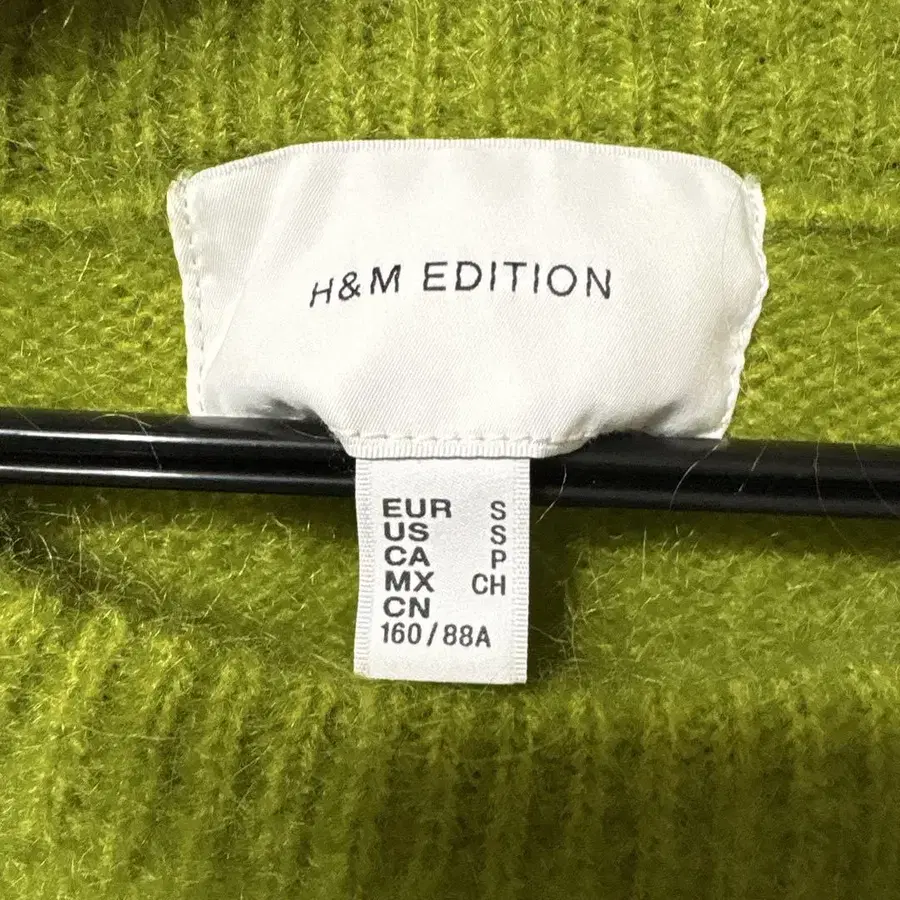 H&M EDITION
EUR S
US S
CA P
MX CH
CN
160/88A